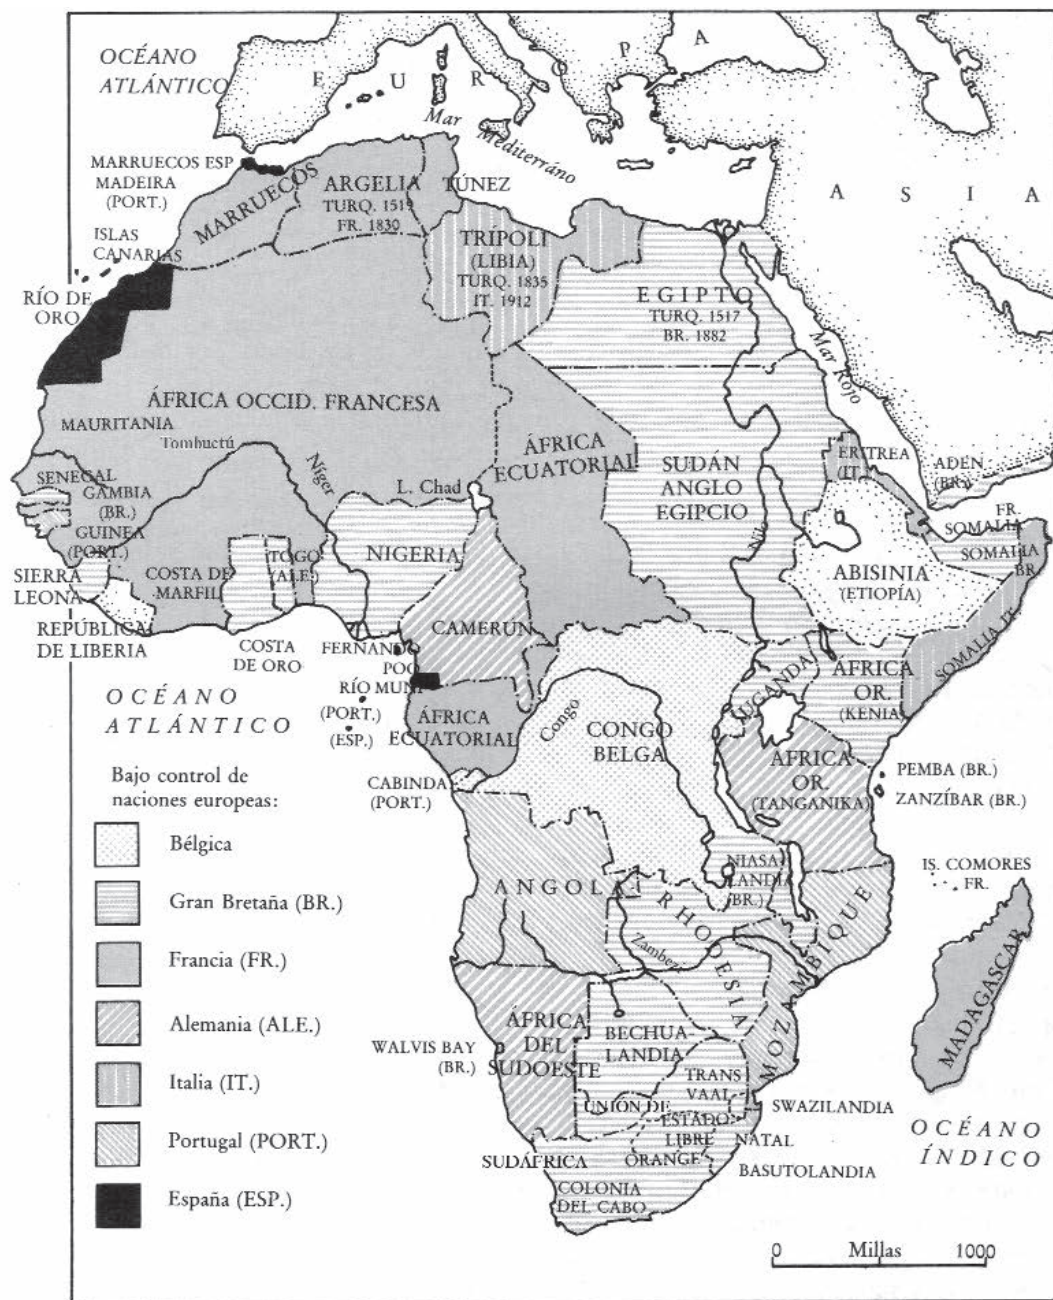 OCÉANO
ATLÁNTICO
E U R O P A
Mar Mediterráno
A S I A
MARRUECOS ESP
MADEIRA
(PORT.)
ISLAS
CANARIAS
RÍO DE
ORO
MARRUECOS
ARGELIA
TURQ. 1519
FR. 1830
TÚNEZ
TRÍPOLI
(LIBIA)
TURQ. 1835
IT. 1912
EGIPTO
TURQ. 1517
BR. 1882
Mar Rojo
ÁFRICA OCCID. FRANCESA
MAURITANIA
Tombuctú
SENEGAL
GAMBIA
(BR.)
GUINEA
(PORT.)
Níger
L. Chad
ÁFRICA
ECUATORIAL
SUDÁN
ANGLO
EGIPCIO
Nilo
ERITREA
(IT.
ADEN
(BR.)
FR.
SOMALIA
SOMALIA
BR.
SOMALIA IT.
ABISINIA
(ETIOPÍA)
SIERRA
LEONA
REPÚBLICA
DE LIBERIA
COSTA DE
MARFIL
TOGO
(ALE.)
COSTA
DE ORO
NIGERIA
CAMERÚN
FERNANDO
POO
RÍO MUNI
(PORT.)
(ESP.)
ÁFRICA
ECUATORIAL
Congo
CONGO
BELGA
UGANDA
ÁFRICA
OR.
(KENIA)
ÁFRICA
OR.
(TANGANIKA)
PEMBA (BR.)
ZANZÍBAR (BR.)
OCÉANO
ATLÁNTICO
CABINDA
(PORT.)
ANGOLA
NIASA-
LANDIA
(BR.)
RHODESIA
Zambeze
MOZAMBIQUE
IS. COMORES
FR.
MADAGASCAR
ÁFRICA
DEL
SUDOESTE
WALVIS BAY
(BR.)
BECHUA
LANDIA
TRANS
VAAL
UNIÓN DE
SUDÁFRICA
ESTADO
LIBRE
ORANGE
SWAZILANDIA
NATAL
BASUTOLANDIA
COLONIA
DEL CABO
OCÉANO
ÍNDICO
Bajo control de
naciones europeas:
Bélgica
Gran Bretaña (BR.)
Francia (FR.)
Alemania (ALE.)
Italia (IT.)
Portugal (PORT.)
España (ESP.)
0 Millas 1000